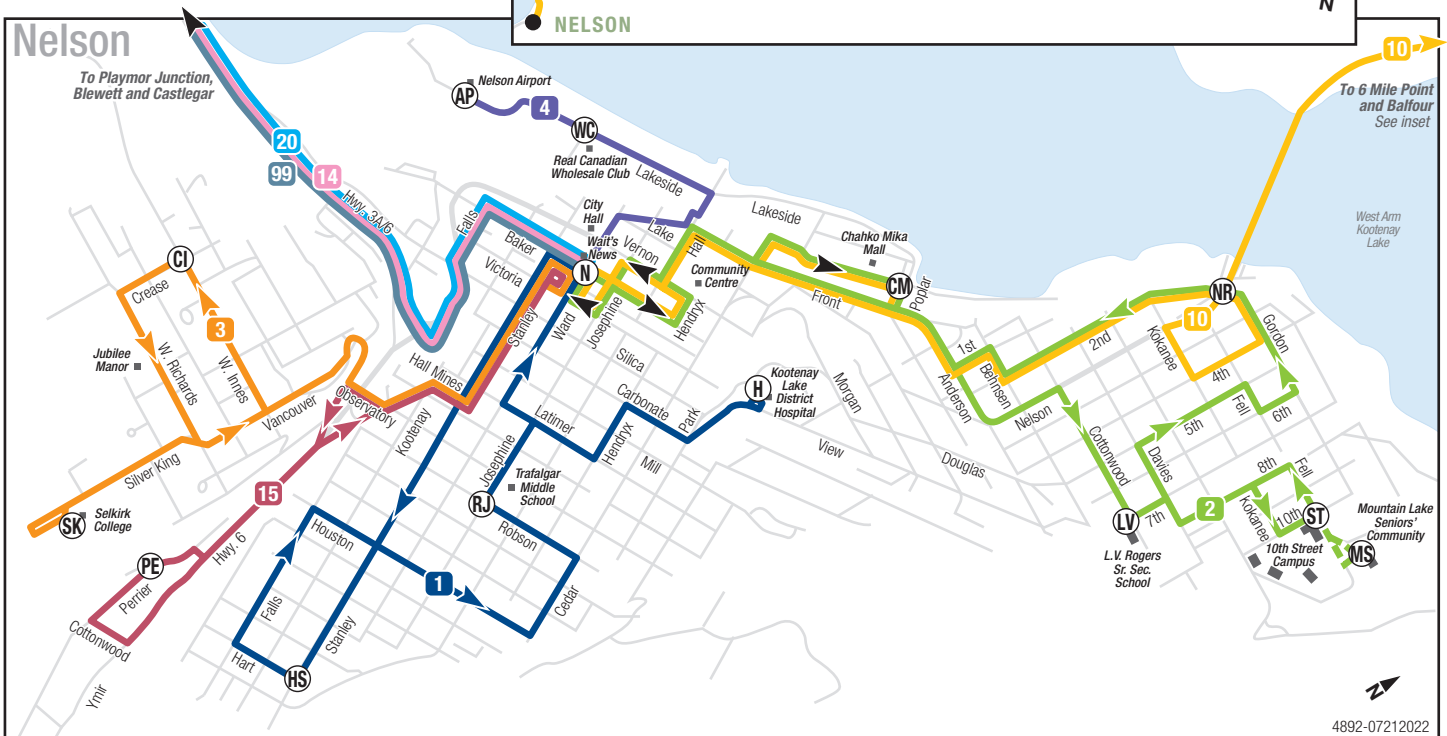 N
NELSON
Nelson
To Playmor Junction,
Blewett and Castlegar
20
99
14
Hwy. 3A/6
AP
Nelson Airport
4
WC
Real Canadian
Wholesale Club
Lakeside
10
To 6 Mile Point
and Balfour
See inset
West Arm
Kootenay
Lake
City
Hall
Wait's
News
N
Falls
Baker
Victoria
Stanley
Ward
Vernon
Lake
Hall
Lakeside
Community
Centre
Josephine
Hendryx
Chahko Mika
Mall
CM
Poplar
Front
NR
10
Kokanee
Gordon
4th
2nd
1st
Behnsen
Anderson
Nelson
Cottonwood
Davies
5th
Fell
6th
7th
8th
Fell
Kokanee
10th
2
ST
LV
L.V. Rogers
Sr. Sec.
School
10th Street
Campus
Mountain Lake
Seniors'
Community
MS
CI
Crease
3
Jubilee
Manor
W. Richards
W. Innes
Vancouver
Observatory
Hall Mines
Kootenay
Silver King
SK
Selkirk
College
15
Hwy. 6
PE
Perrier
Cottonwood
Ymir
Silica
Carbonate
Latimer
Hendryx
Park
Mill
H
Kootenay
Lake
District
Hospital
Morgan
View
Douglas
Josephine
Trafalgar
Middle
School
RJ
Robson
Houston
1
Cedar
Falls
Stanley
Hart
HS
N
4892-07212022